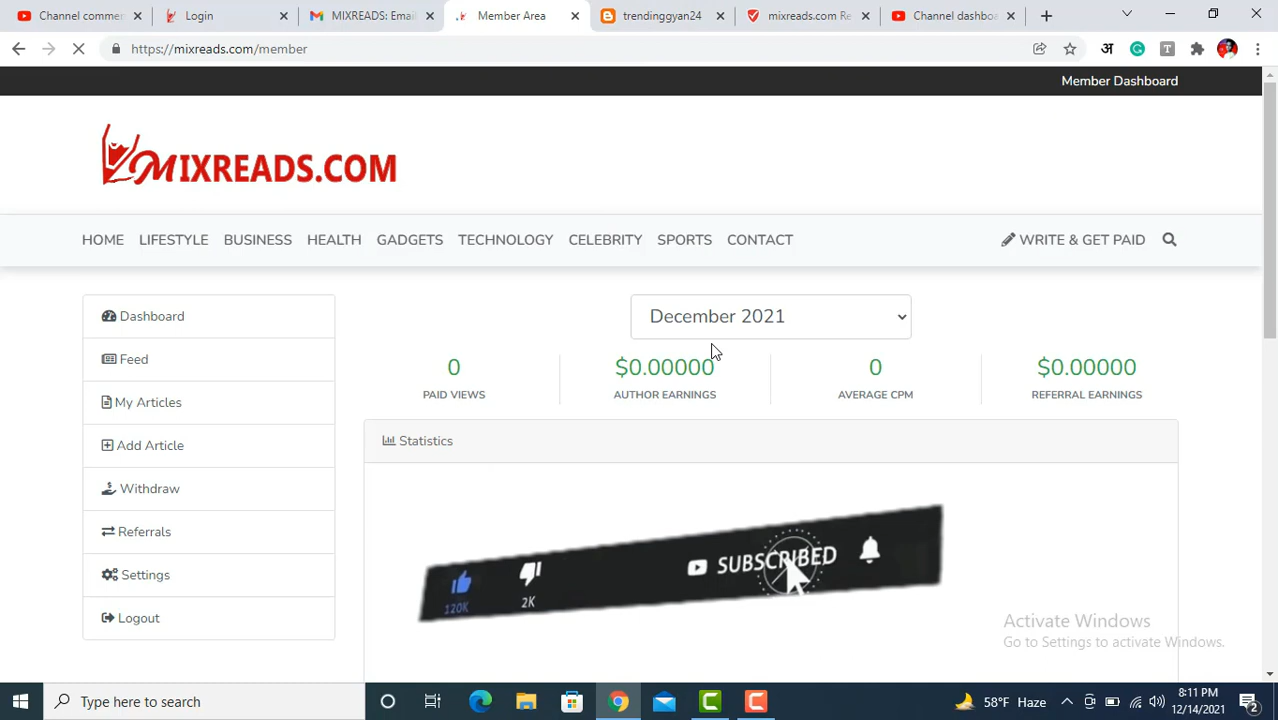 Channel commen
Login
MIXREADS: Email
Member Area
trendinggyan24
mixreads.com Re
Channel dashboa
https://mixreads.com/member
अ
T
Member Dashboard
MIXREADS.COM
HOME LIFESTYLE BUSINESS HEALTH GADGETS TECHNOLOGY CELEBRITY SPORTS CONTACT WRITE & GET PAID
Dashboard
Feed
My Articles
Add Article
Withdraw
Referrals
Settings
Logout
December 2021
0 $0.00000 0 $0.00000
PAID VIEWS AUTHOR EARNINGS AVERAGE CPM REFERRAL EARNINGS
Statistics
120K
2K
SUBSCRIBED
Activate Windows
Go to Settings to activate Windows.
Type here to search
58°F Haze
8:11 PM
12/14/2021
2